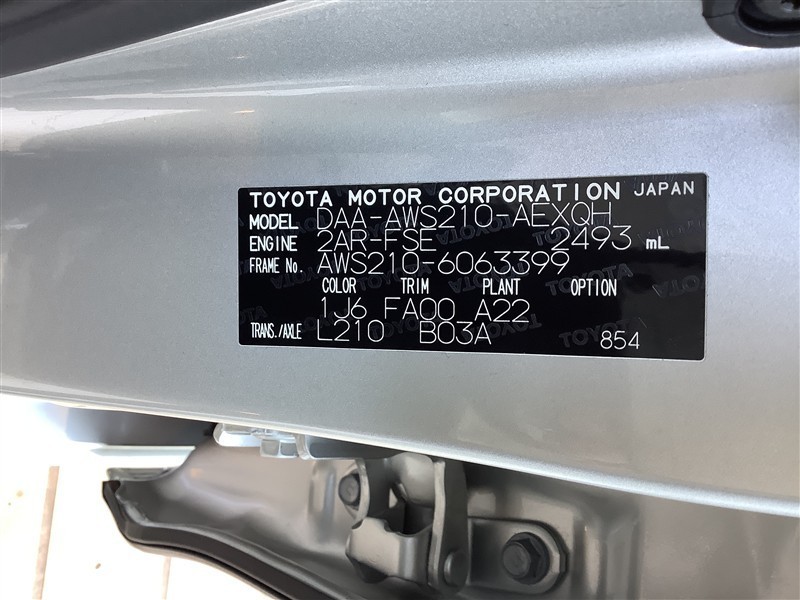 TOYOTA MOTOR CORPORATION JAPAN
MODEL DAA-AWS210-AEXQH
ENGINE 2AR-FSE 2493 mL
FRAME No. AWS210-6063399
COLOR TRIM PLANT OPTION
1J6 FA00 A22
TRANS./AXLE L210 B03A 854